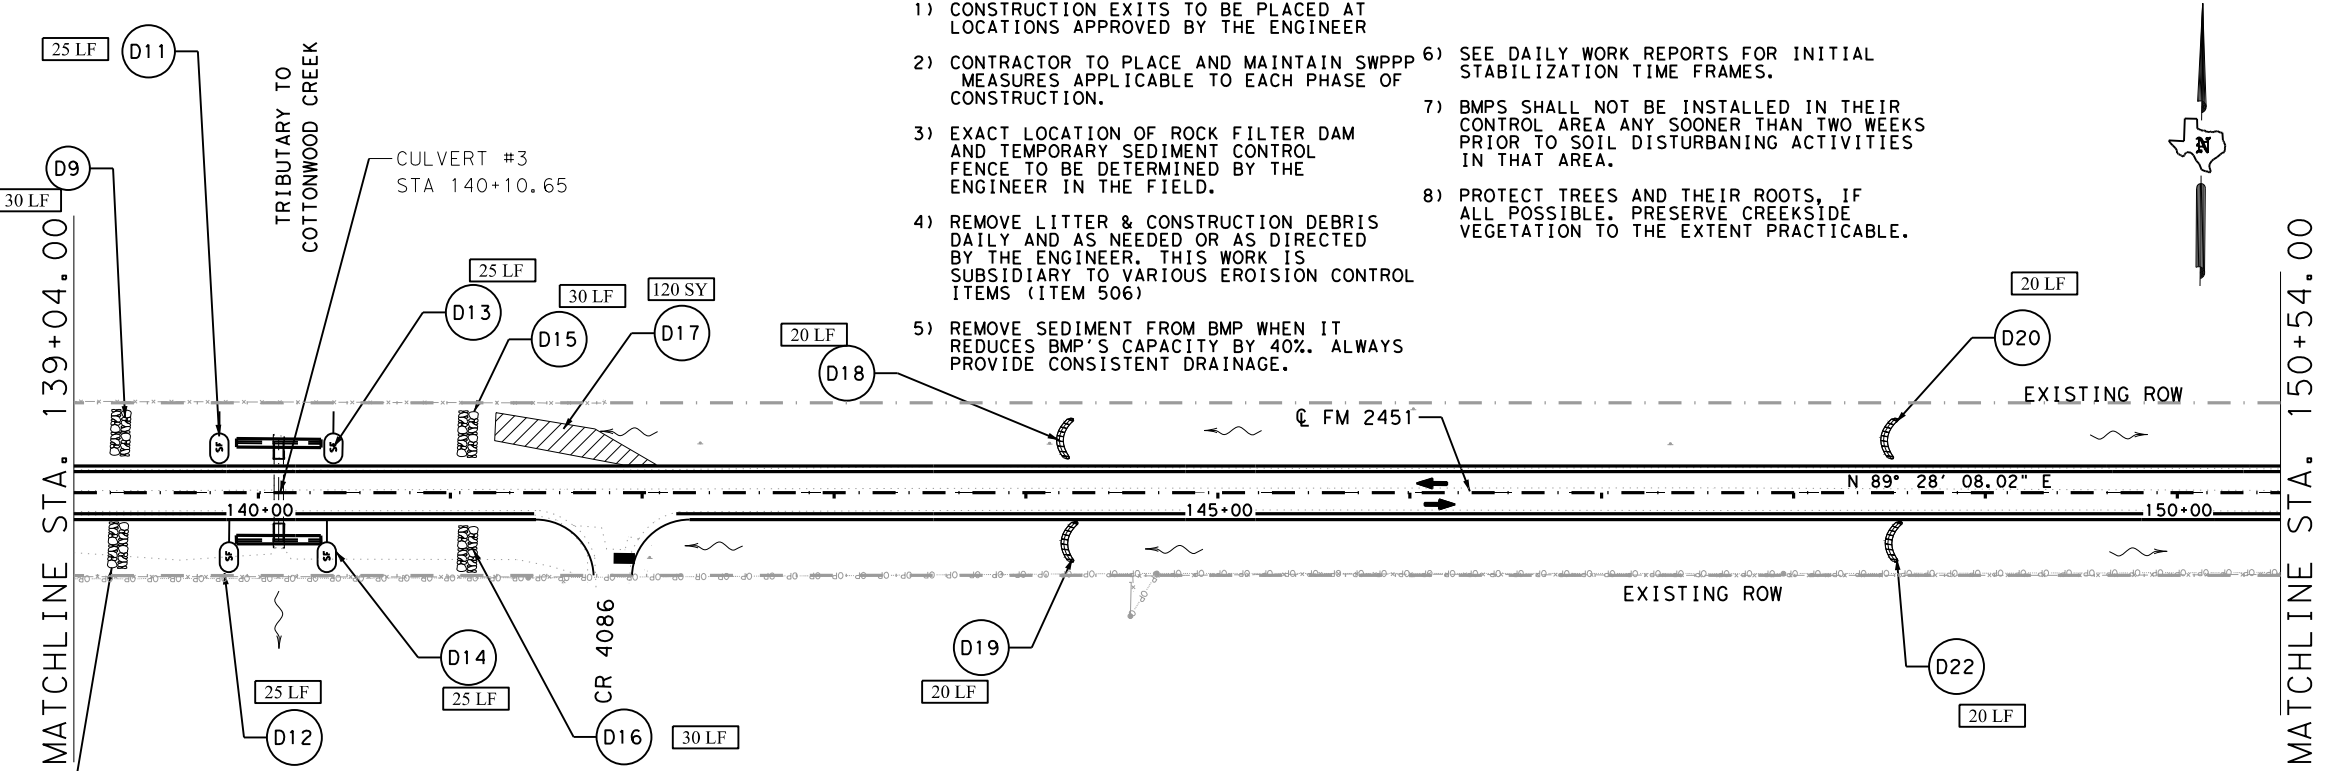 1) CONSTRUCTION EXITS TO BE PLACED AT
LOCATIONS APPROVED BY THE ENGINEER
2) CONTRACTOR TO PLACE AND MAINTAIN SWPPP
MEASURES APPLICABLE TO EACH PHASE OF
CONSTRUCTION.
3) EXACT LOCATION OF ROCK FILTER DAM
AND TEMPORARY SEDIMENT CONTROL
FENCE TO BE DETERMINED BY THE
ENGINEER IN THE FIELD.
4) REMOVE LITTER & CONSTRUCTION DEBRIS
DAILY AND AS NEEDED OR AS DIRECTED
BY THE ENGINEER. THIS WORK IS
SUBSIDIARY TO VARIOUS EROISION CONTROL
ITEMS (ITEM 506)
5) REMOVE SEDIMENT FROM BMP WHEN IT
REDUCES BMP'S CAPACITY BY 40%. ALWAYS
PROVIDE CONSISTENT DRAINAGE.
6) SEE DAILY WORK REPORTS FOR INITIAL
STABILIZATION TIME FRAMES.
7) BMPS SHALL NOT BE INSTALLED IN THEIR
CONTROL AREA ANY SOONER THAN TWO WEEKS
PRIOR TO SOIL DISTURBANING ACTIVITIES
IN THAT AREA.
8) PROTECT TREES AND THEIR ROOTS, IF
ALL POSSIBLE. PRESERVE CREEKSIDE
VEGETATION TO THE EXTENT PRACTICABLE.
N
25 LF
D11
TRIBUTARY TO
COTTONWOOD CREEK
CULVERT #3
STA 140+10.65
D9
30 LF
MATCHLINE STA. 139+04.00
25 LF
D13
30 LF
D15
120 SY
D17
20 LF
D18
20 LF
D20
EXISTING ROW
℄ FM 2451
SF
SF
N 89° 28' 08.02" E
140+00
145+00
150+00
SF
SF
EXISTING ROW
CR 4086
D14
25 LF
25 LF
D12
D16
30 LF
D19
20 LF
D22
20 LF
MATCHLINE STA. 150+54.00